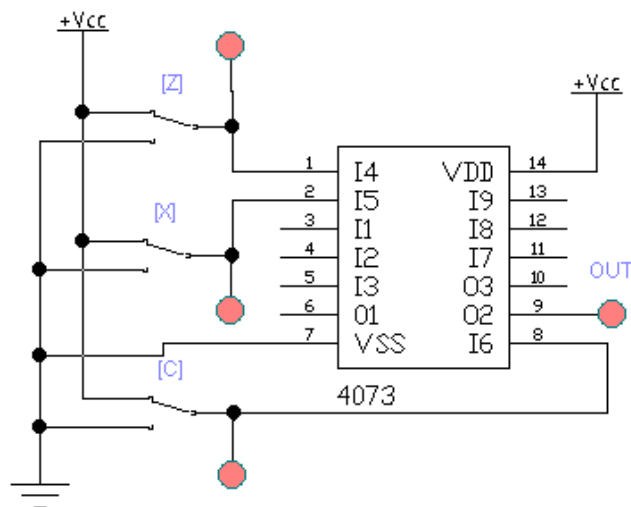 +Vcc
[Z]
+Vcc
1 I4 VDD 14
2 I5 I9 13
[X]
3 I1 I8 12
4 I2 I7 11
OUT
5 I3 O3 10
6 O1 O2 9
7 VSS I6 8
[C]
4073